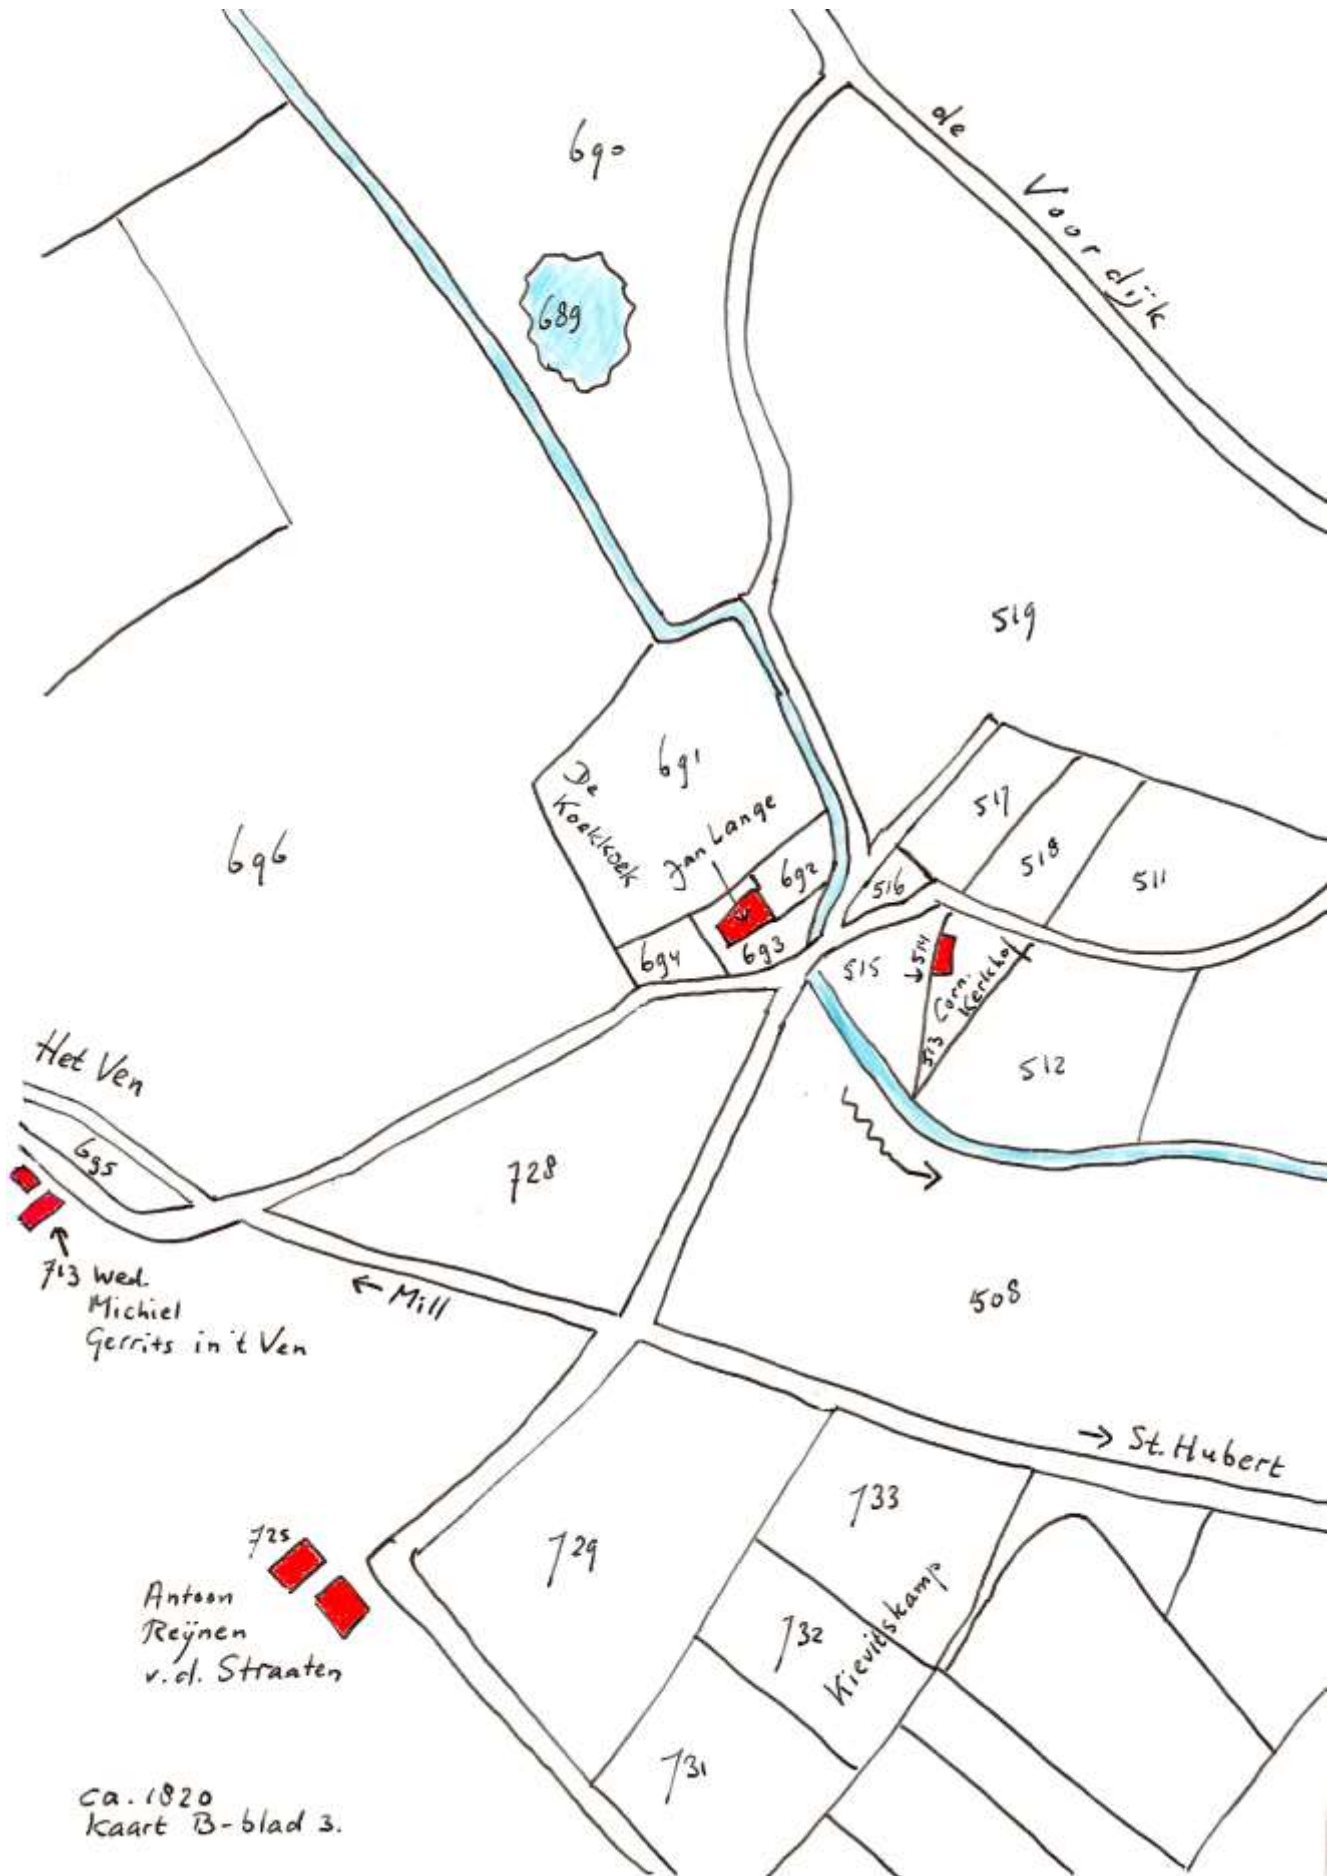 690
de Voordijk
689
519
691
De
Koekkoek
Jan Lange
517
518
511
692
516
696
693
694
515
514
Corn.
Kerkhof
513
512
Het Ven
695
728
713 Wed.
Michiel
Gerrits in 't Ven
← Mill
508
→ St. Hubert
733
729
725
Antoon
Reijnen
v.d. Straaten
732
Kievitskamp
731
ca. 1820
Kaart B-blad 3.